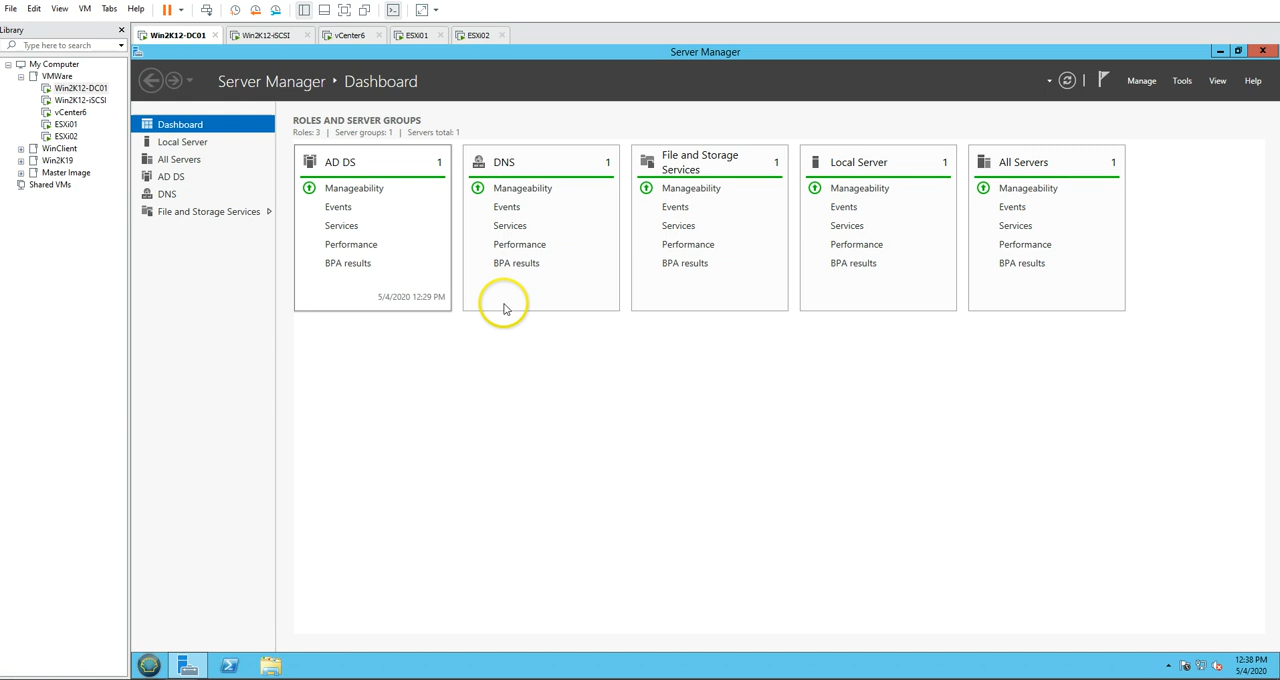 File Edit View VM Tabs Help
Library
Type here to search
My Computer
VMWare
Win2K12-DC01
Win2K12-iSCSI
vCenter6
ESXi01
ESXi02
WinClient
Win2K19
Master Image
Shared VMs
Win2K12-DC01 Win2K12-iSCSI vCenter6 ESXi01 ESXi02
Server Manager
Server Manager Dashboard
Manage Tools View Help
Dashboard
Local Server
All Servers
AD DS
DNS
File and Storage Services
ROLES AND SERVER GROUPS
Roles: 3 | Server groups: 1 | Servers total: 1
AD DS 1
Manageability
Events
Services
Performance
BPA results
5/4/2020 12:29 PM
DNS 1
Manageability
Events
Services
Performance
BPA results
File and Storage
Services 1
Manageability
Events
Services
Performance
BPA results
Local Server 1
Manageability
Events
Services
Performance
BPA results
All Servers 1
Manageability
Events
Services
Performance
BPA results
12:38 PM
5/4/2020